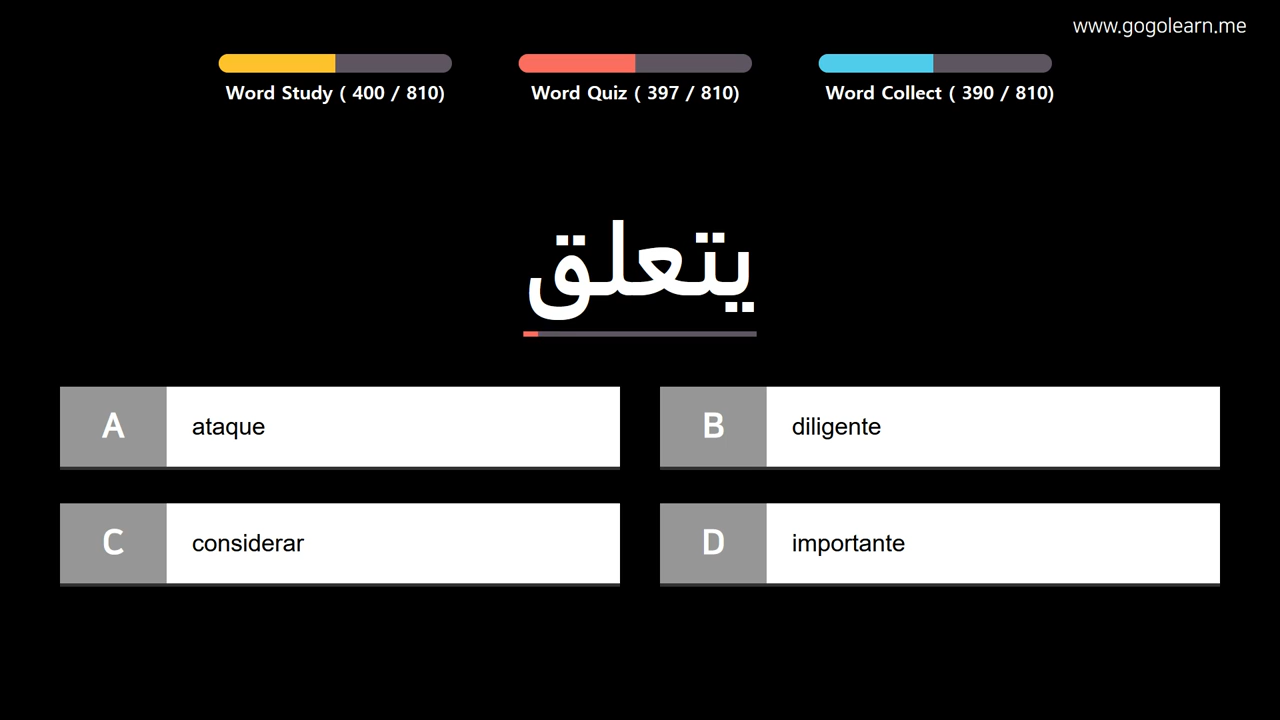 www.gogolearn.me
Word Study ( 400 / 810)
Word Quiz ( 397 / 810)
Word Collect ( 390 / 810)
يتعلق
A ataque
B diligente
C considerar
D importante